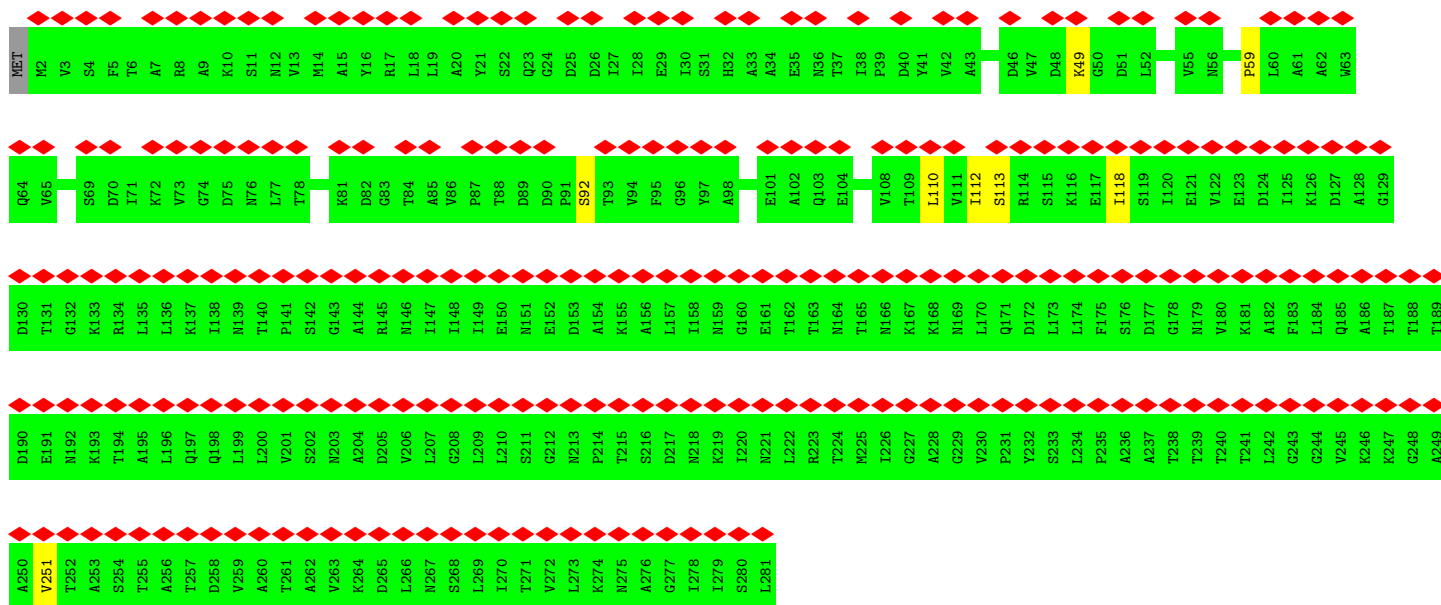 MET M2 V3 S4 F5 T6 A7 R8 A9 K10 S11 N12 V13 M14 A15 Y16 R17 L18 L19 A20 Y21 S22 Q23 G24 D25 D26 I27 I28 E29 I30 S31 H32 A33 A34 E35 N36 T37 I38 P39 D40 Y41 V42 A43 D46 V47 D48 K49 G50 D51 L52 V55 N56 P59 L60 A61 A62 W63
Q64 V65 S69 D70 I71 K72 V73 G74 D75 N76 L77 T78 K81 D82 G83 T84 A85 V86 P87 T88 D89 D90 P91 S92 T93 V94 F95 G96 Y97 A98 E101 A102 Q103 E104 V108 T109 L110 V111 I112 S113 R114 S115 K116 E117 I118 S119 I120 E121 V122 E123 D124 I125 K126 D127 A128 G129
D130 T131 G132 K133 R134 L135 L136 K137 I138 N139 T140 P141 S142 G143 A144 R145 N146 I147 I148 I149 E150 N151 E152 D153 A154 K155 A156 L157 I158 N159 G160 E161 T162 T163 N164 T165 N166 K167 K168 N169 L170 Q171 D172 L173 L174 F175 S176 D177 G178 N179 V180 K181 A182 F183 L184 Q185 A186 T187 T188 T189
D190 E191 N192 K193 T194 A195 L196 Q197 Q198 L199 L200 V201 S202 N203 A204 D205 V206 L207 G208 L209 L210 S211 G212 N213 P214 T215 S216 D217 N218 K219 I220 N221 L222 R223 T224 M225 I226 G227 A228 G229 V230 P231 Y232 S233 L234 P235 A236 A237 T238 T239 T240 T241 L242 G243 G244 V245 K246 K247 G248 A249
A250 V251 T252 A253 S254 T255 A256 T257 D258 V259 A260 T261 A262 V263 K264 D265 L266 N267 S268 L269 I270 T271 V272 L273 K274 N275 A276 G277 I278 I279 S280 L281